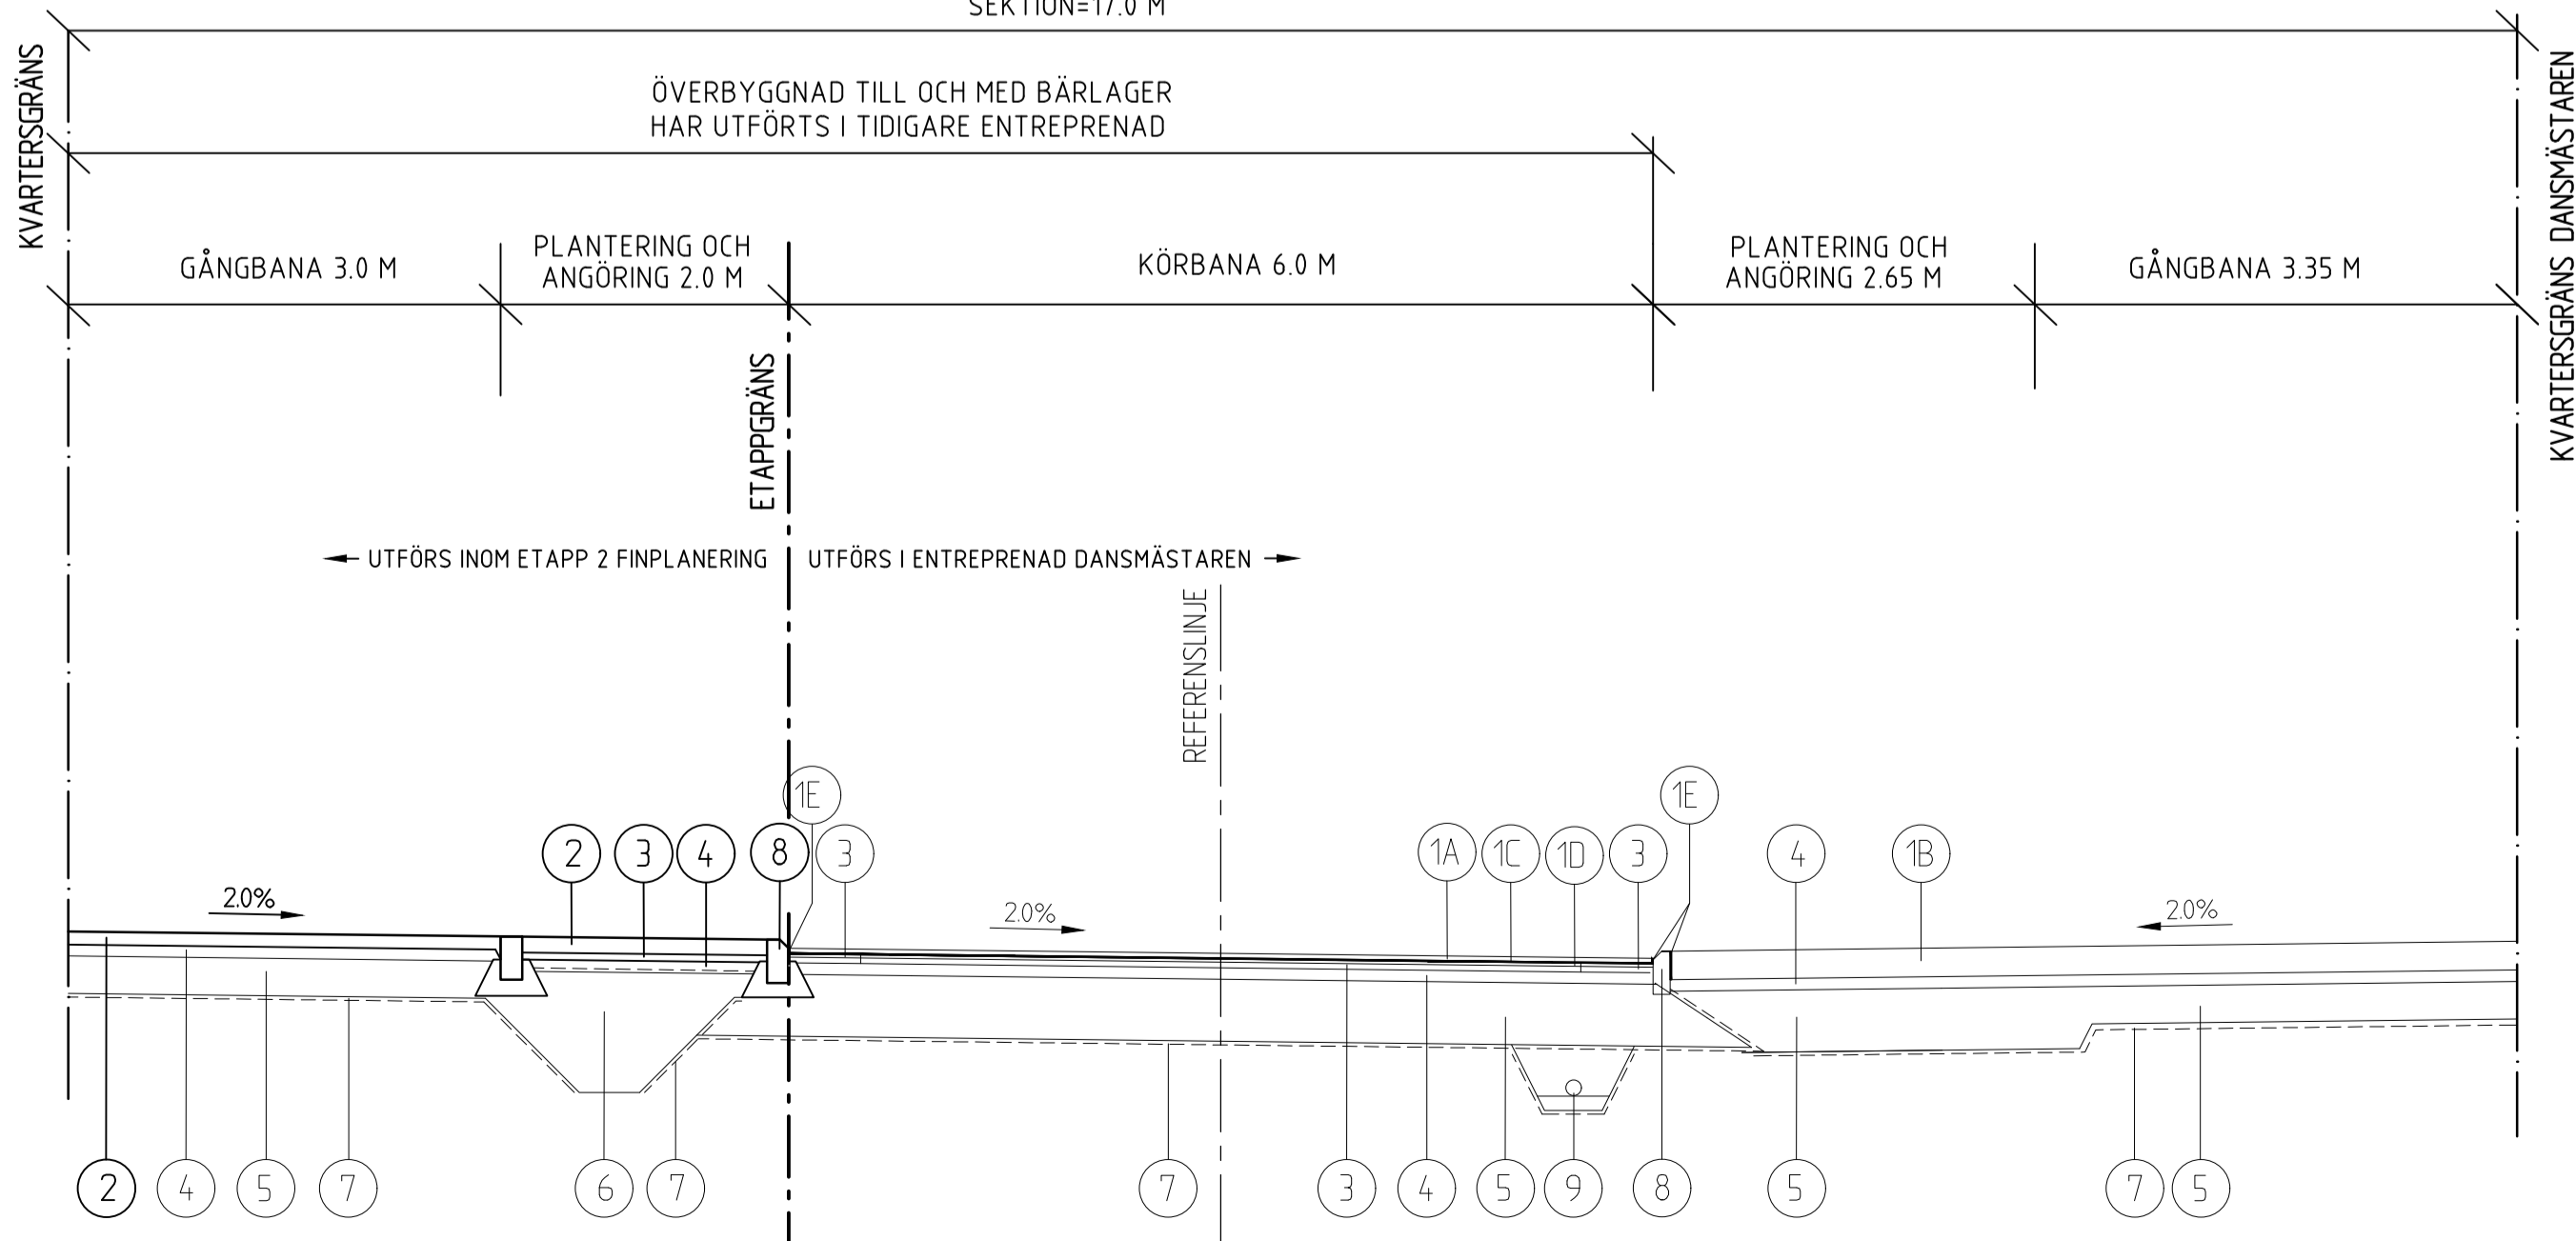 SEKTION=17.0 M
KVARTERSGRÄNS
ÖVERBYGGNAD TILL OCH MED BÄRLAGER
HAR UTFÖRTS I TIDIGARE ENTREPRENAD
KVARTERSGRÄNS DANSMÄSTAREN
GÅNGBANA 3.0 M
PLANTERING OCH
ANGÖRING 2.0 M
KÖRBANA 6.0 M
PLANTERING OCH
ANGÖRING 2.65 M
GÅNGBANA 3.35 M
ETAPPGRÄNS
UTFÖRS INOM ETAPP 2 FINPLANERING
UTFÖRS I ENTREPRENAD DANSMÄSTAREN
REFERENSLINJE
1E
1E
2
3
4
8
3
1A
1C
1D
3
4
1B
2.0%
2.0%
2.0%
2
4
5
7
6
7
7
3
4
5
9
8
5
7
5